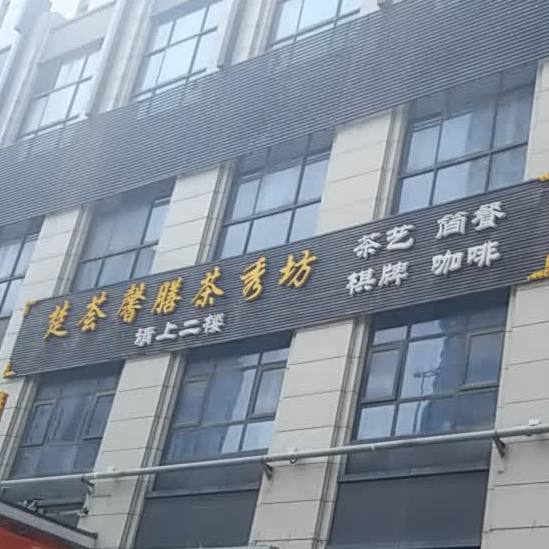 楚荟馨膳茶秀坊
请上二楼
茶艺 简餐
棋牌 咖啡